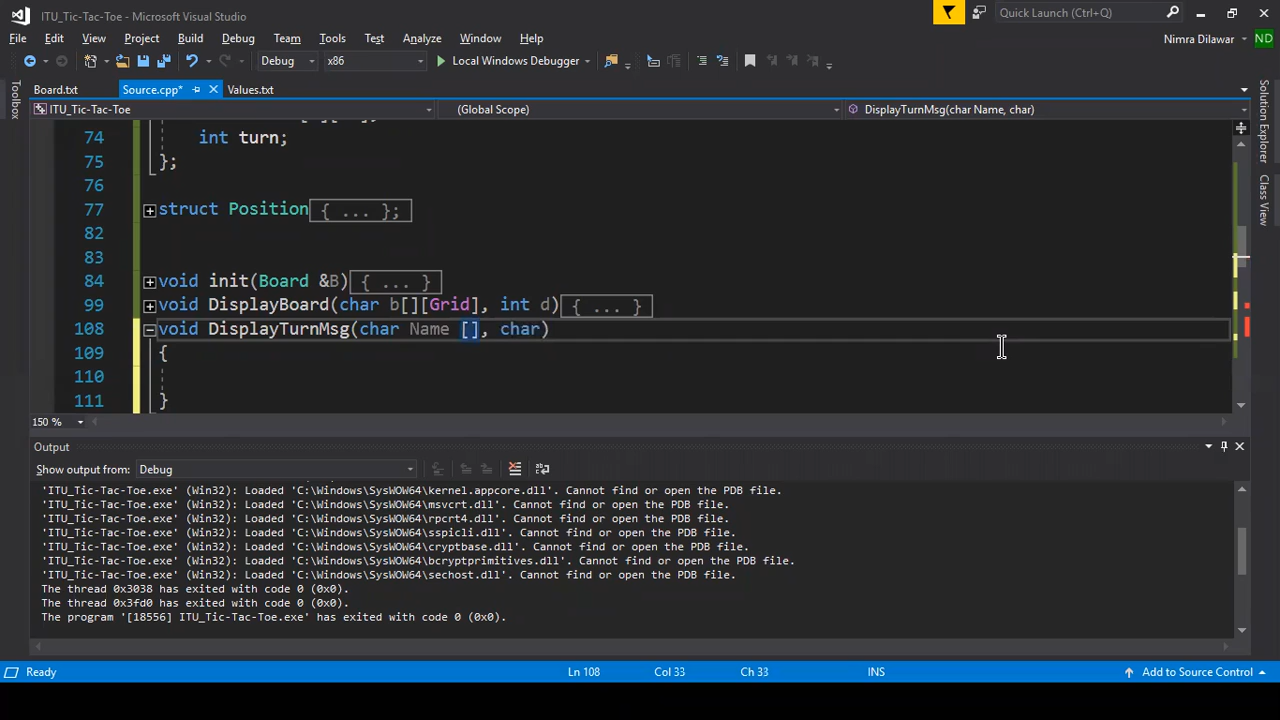 ITU_Tic-Tac-Toe - Microsoft Visual Studio
Quick Launch (Ctrl+Q)
File Edit View Project Build Debug Team Tools Test Analyze Window Help
Nimra Dilawar ND
Debug x86 Local Windows Debugger
Board.txt Source.cpp* Values.txt
ITU_Tic-Tac-Toe (Global Scope) DisplayTurnMsg(char Name, char)
Toolbox
Solution Explorer
Class View
74 int turn;
75 };
76
77 struct Position{ ... };
82
83
84 void init(Board &B){ ... }
99 void DisplayBoard(char b[][Grid], int d){ ... }
108 void DisplayTurnMsg(char Name [], char)
109 {
110
111 }
150 %
Output
Show output from: Debug
'ITU_Tic-Tac-Toe.exe' (Win32): Loaded 'C:\Windows\SysWOW64\kernel.appcore.dll'. Cannot find or open the PDB file.
'ITU_Tic-Tac-Toe.exe' (Win32): Loaded 'C:\Windows\SysWOW64\msvcrt.dll'. Cannot find or open the PDB file.
'ITU_Tic-Tac-Toe.exe' (Win32): Loaded 'C:\Windows\SysWOW64\rpcrt4.dll'. Cannot find or open the PDB file.
'ITU_Tic-Tac-Toe.exe' (Win32): Loaded 'C:\Windows\SysWOW64\sspicli.dll'. Cannot find or open the PDB file.
'ITU_Tic-Tac-Toe.exe' (Win32): Loaded 'C:\Windows\SysWOW64\cryptbase.dll'. Cannot find or open the PDB file.
'ITU_Tic-Tac-Toe.exe' (Win32): Loaded 'C:\Windows\SysWOW64\bcryptprimitives.dll'. Cannot find or open the PDB file.
'ITU_Tic-Tac-Toe.exe' (Win32): Loaded 'C:\Windows\SysWOW64\sechost.dll'. Cannot find or open the PDB file.
The thread 0x3038 has exited with code 0 (0x0).
The thread 0x3fd0 has exited with code 0 (0x0).
The program '[18556] ITU_Tic-Tac-Toe.exe' has exited with code 0 (0x0).
Ready Ln 108 Col 33 Ch 33 INS Add to Source Control